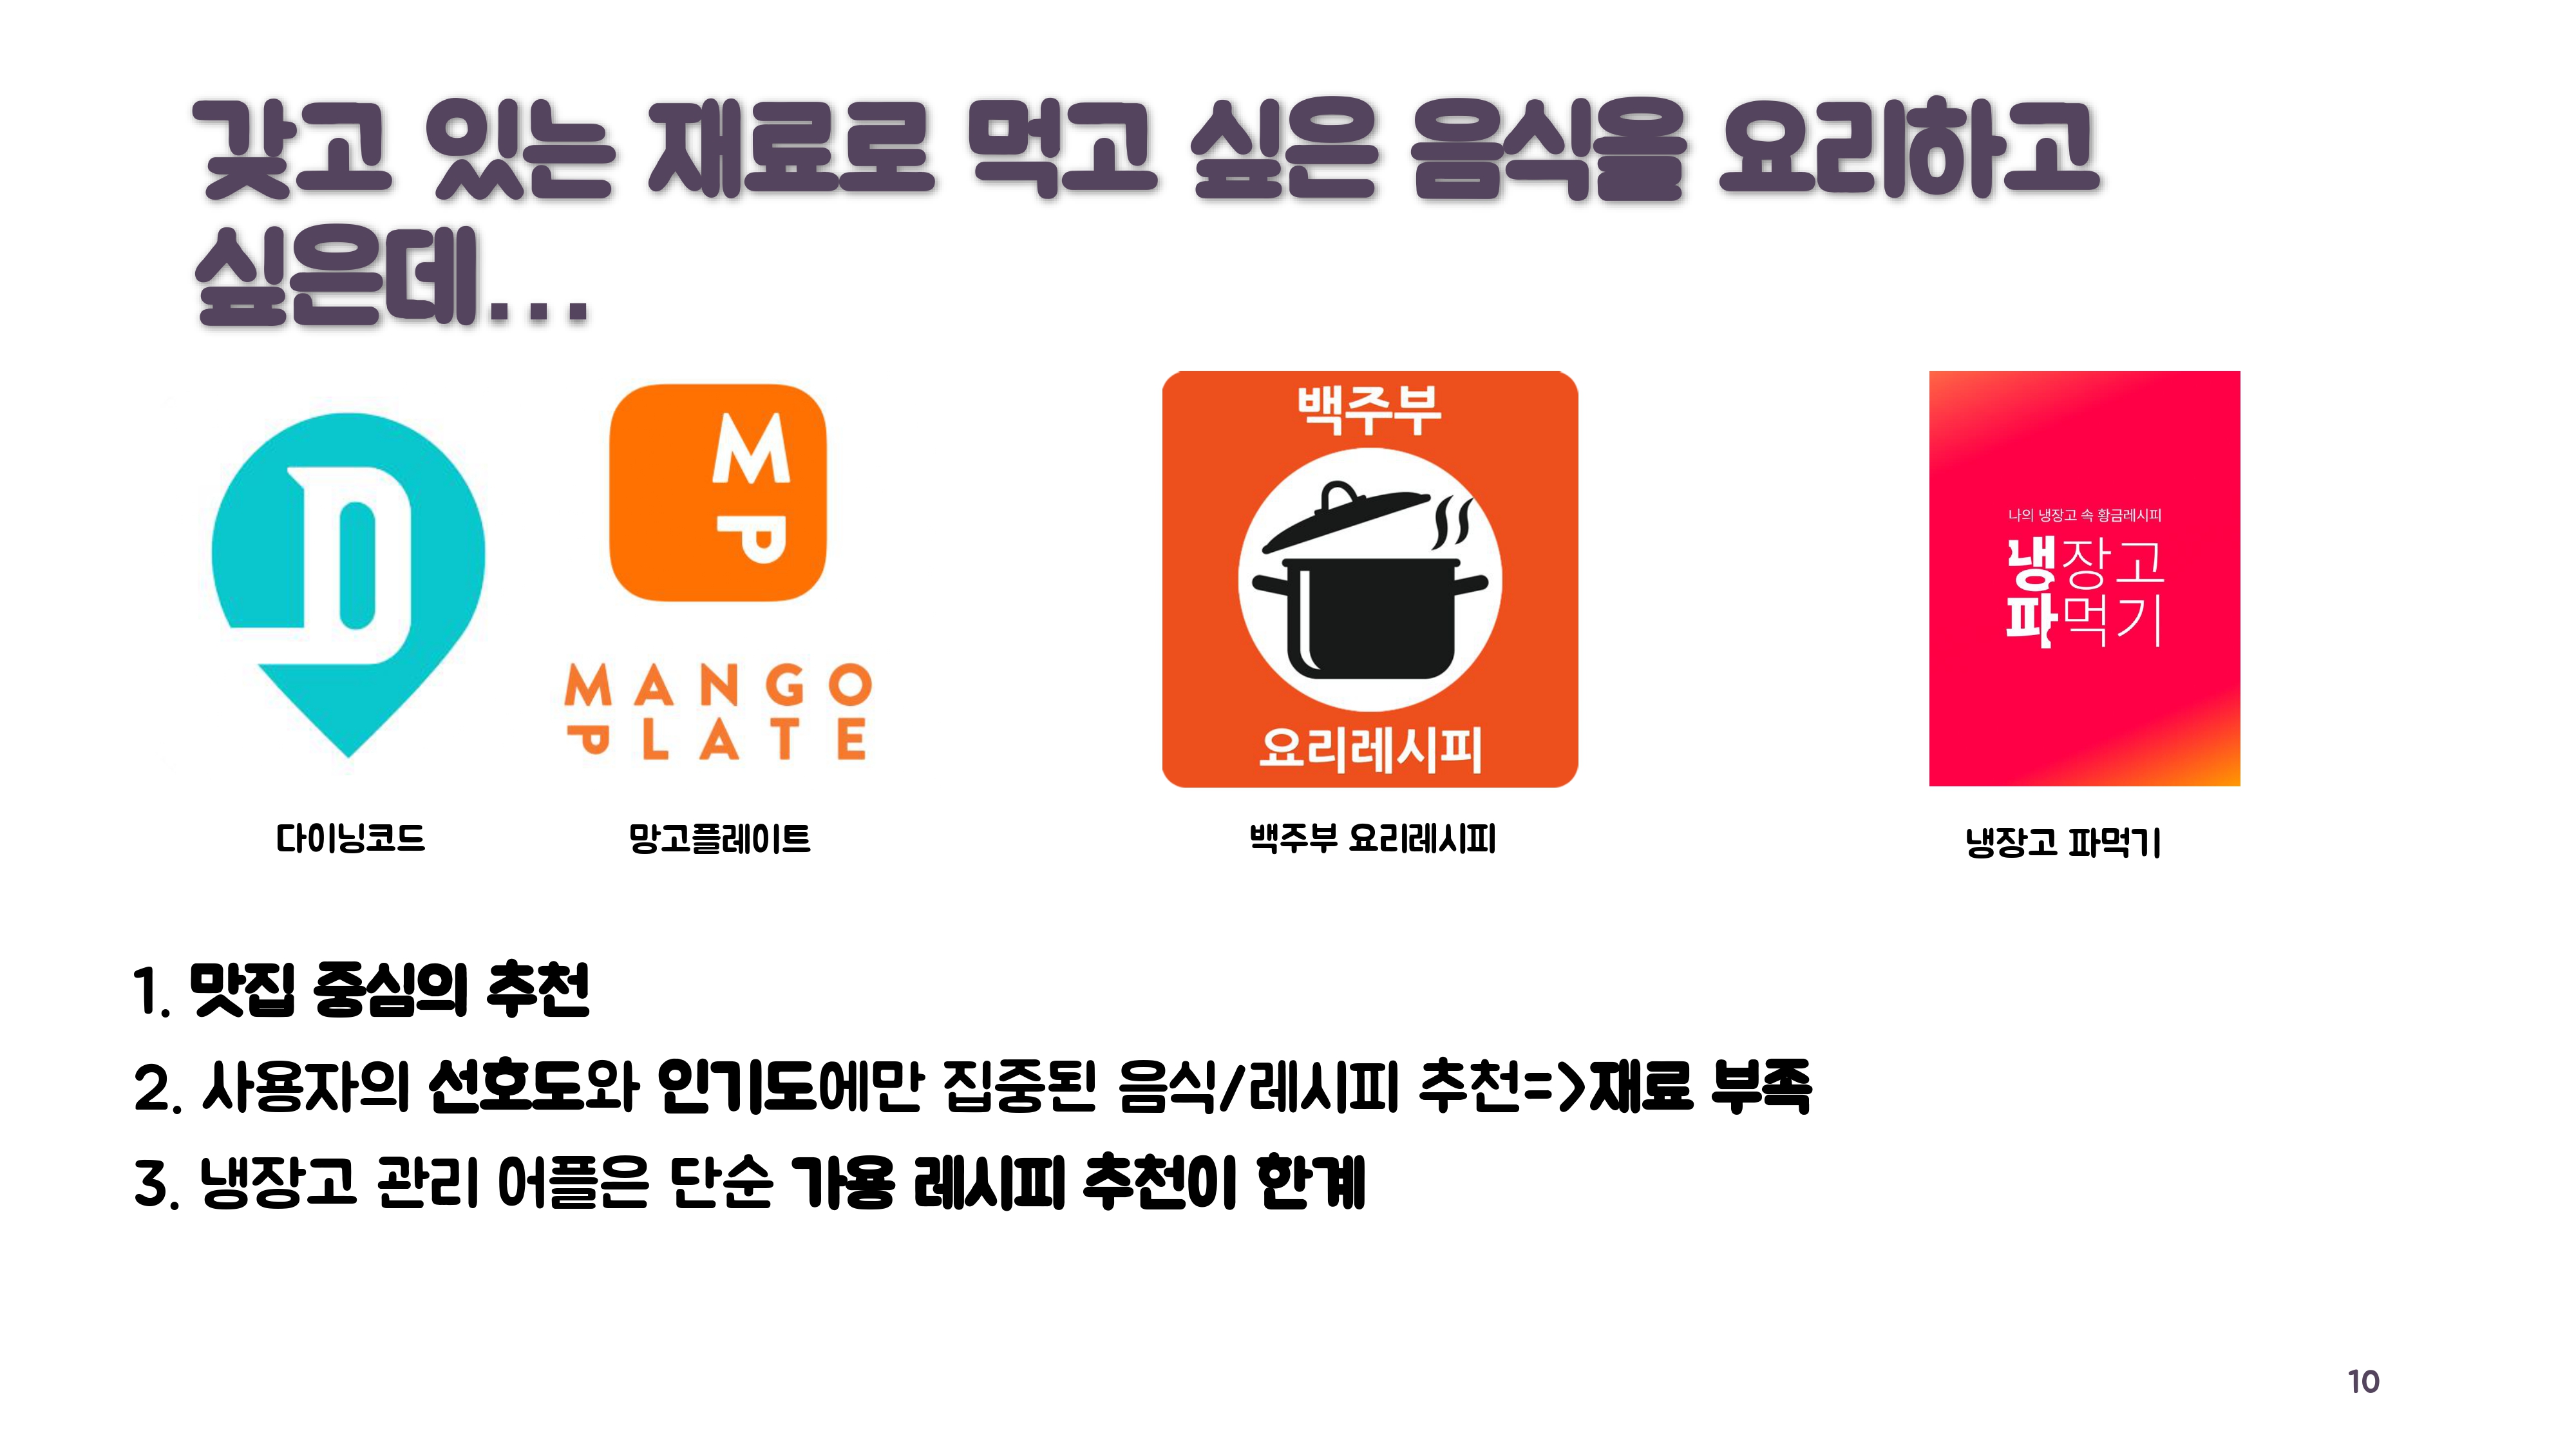 갖고 있는 재료로 먹고 싶은 음식을 요리하고
싶은데...
D
M
P
MANGO
PLATE
백주부
요리레시피
나의 냉장고 속 황금레시피
냉장고
파먹기
다이닝코드
망고플레이트
백주부 요리레시피
냉장고 파먹기
1. 맛집 중심의 추천
2. 사용자의 선호도와 인기도에만 집중된 음식/레시피 추천=>재료 부족
3. 냉장고 관리 어플은 단순 가용 레시피 추천이 한계
10